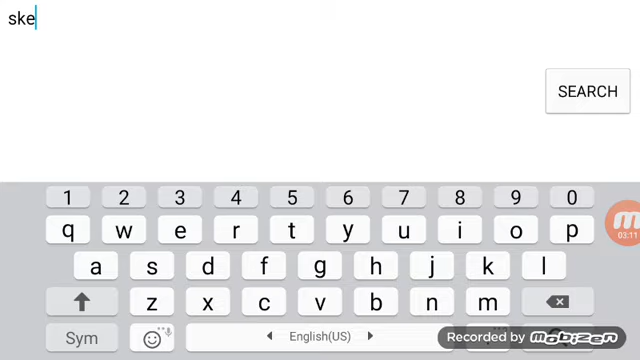 ske
SEARCH
1 2 3 4 5 6 7 8 9 0
q w e r t y u i o p
M
03:11
a s d f g h j k l
z x c v b n m
Sym
English(US)
Recorded by mobizen